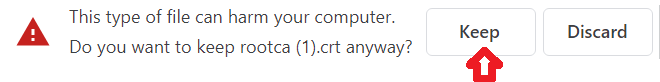 This type of file can harm your computer.
Do you want to keep rootca (1).crt anyway?
Keep
Discard